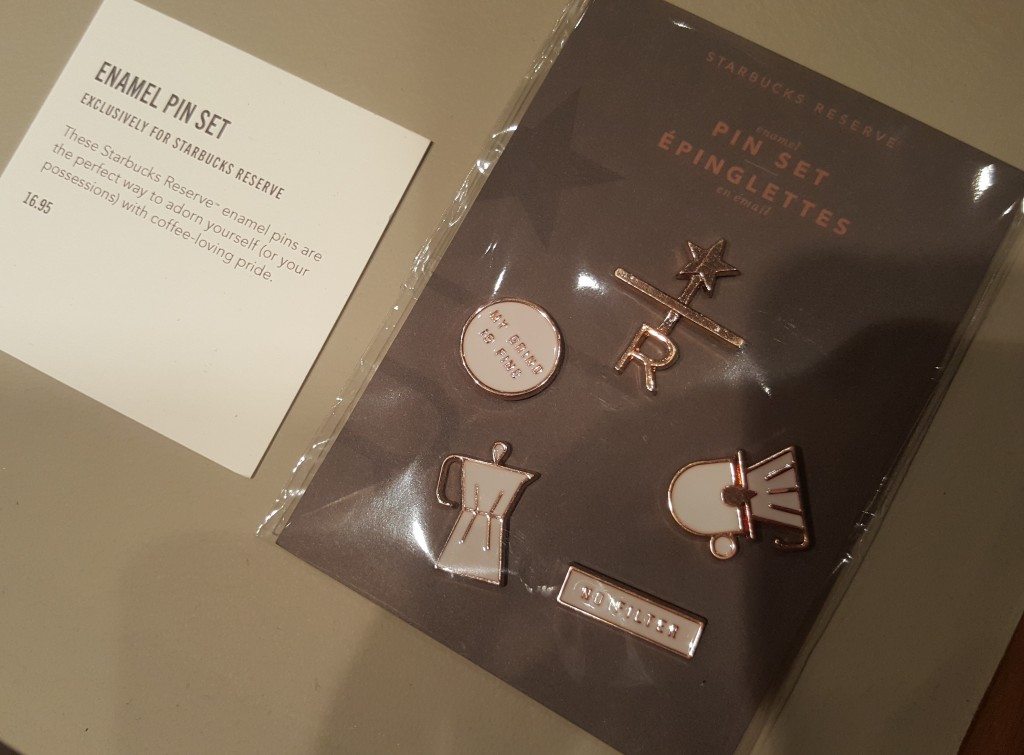 ENAMEL PIN SET
EXCLUSIVELY FOR STARBUCKS RESERVE
These Starbucks Reserve™ enamel pins are
the perfect way to adorn yourself (or your
possessions) with coffee-loving pride.
16.95
STARBUCKS RESERVE
enamel
PIN SET
ÉPINGLETTES
en émail
R
MY GRIND
IS FINE
NO FILTER